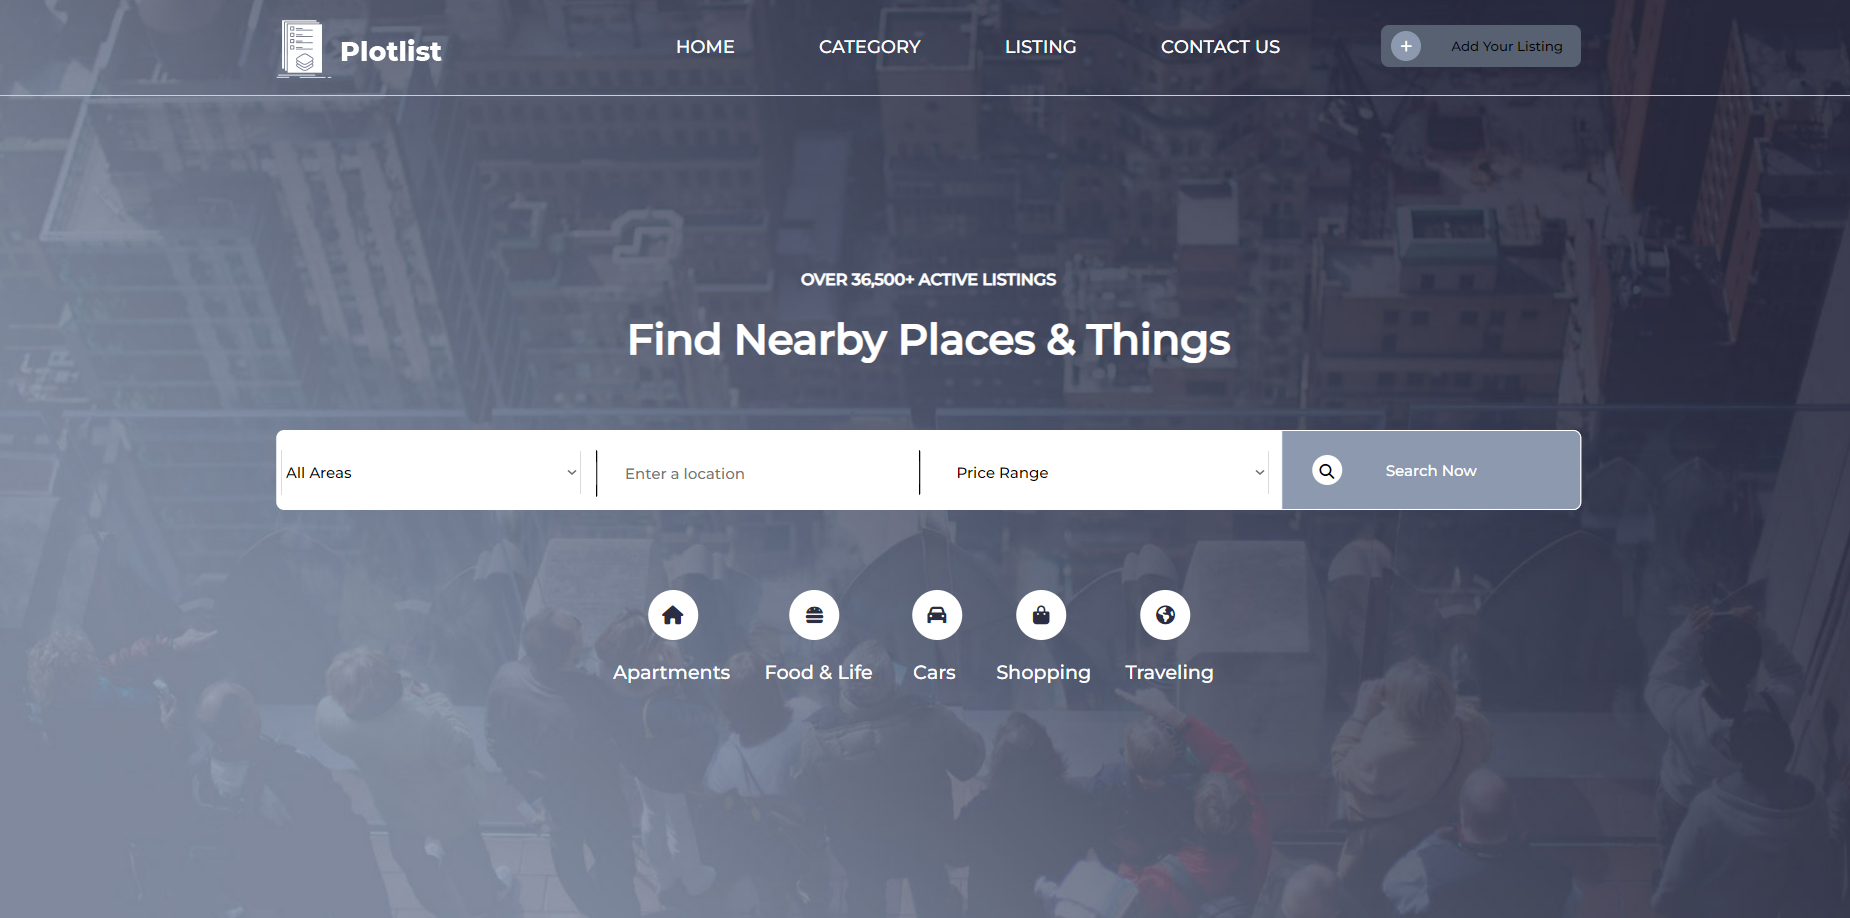 Plotlist
HOME
CATEGORY
LISTING
CONTACT US
Add Your Listing
OVER 36,500+ ACTIVE LISTINGS
Find Nearby Places & Things
All Areas
Enter a location
Price Range
Search Now
Apartments
Food & Life
Cars
Shopping
Traveling